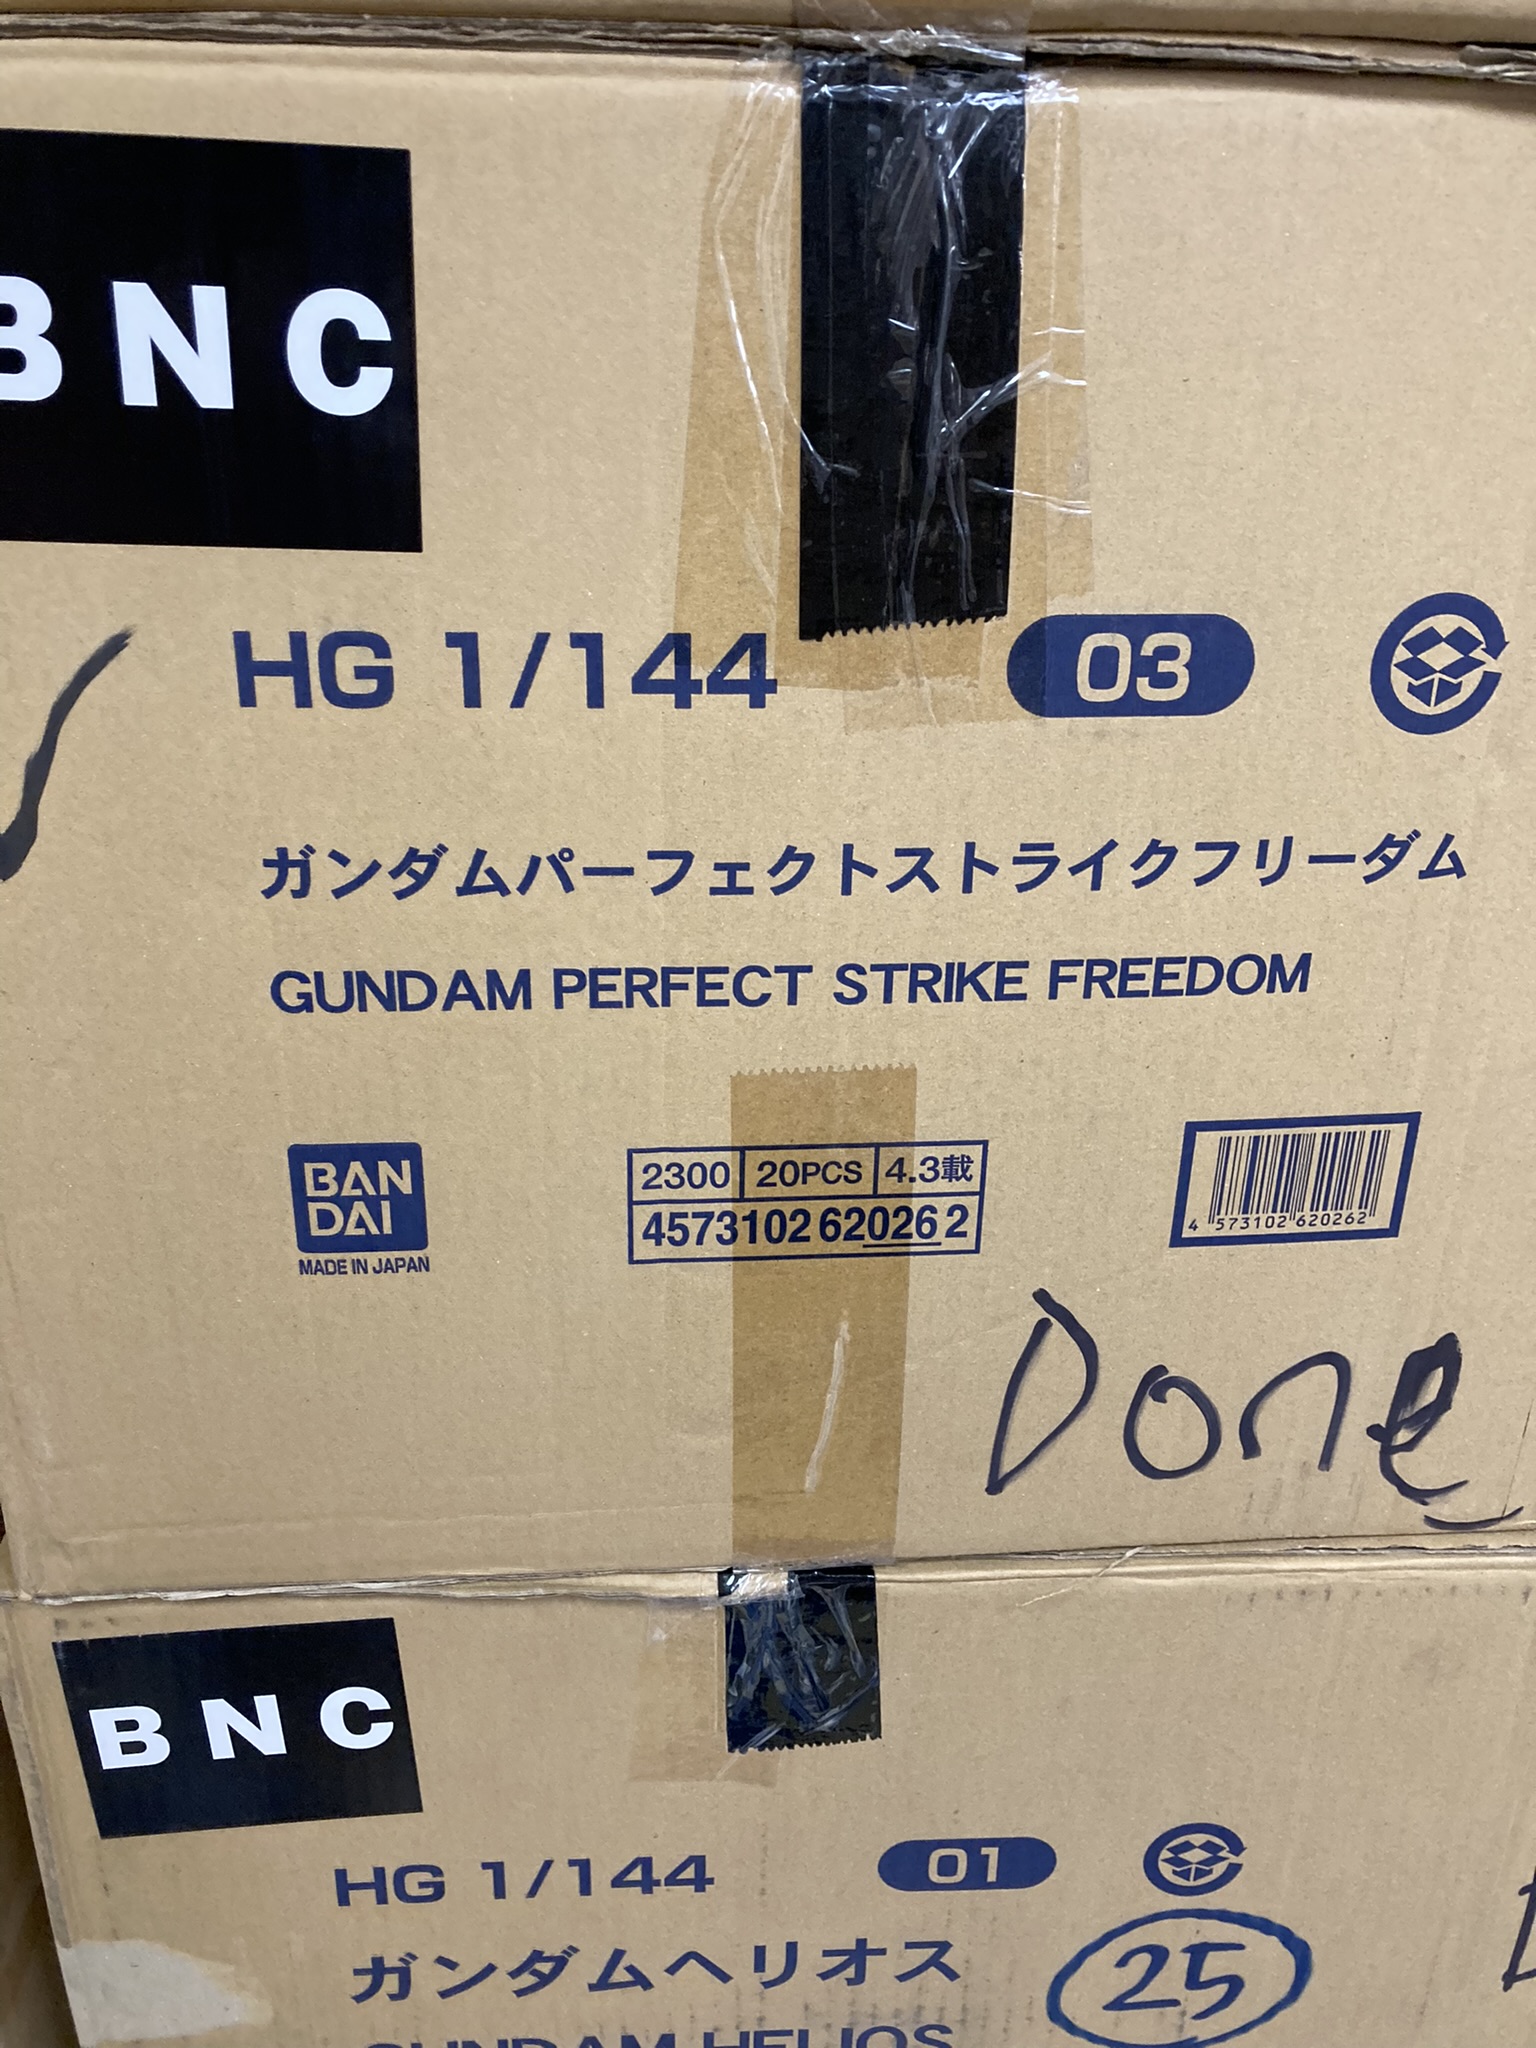 BNC
HG 1/144 03
ガンダムパーフェクトストライクフリーダム
GUNDAM PERFECT STRIKE FREEDOM
BAN
DAI
MADE IN JAPAN
2300 20PCS 4.3載
4573102620262
4 573102 620262
Done
BNC
HG 1/144 01
ガンダムヘリオス
25
GUNDAM HELIOS